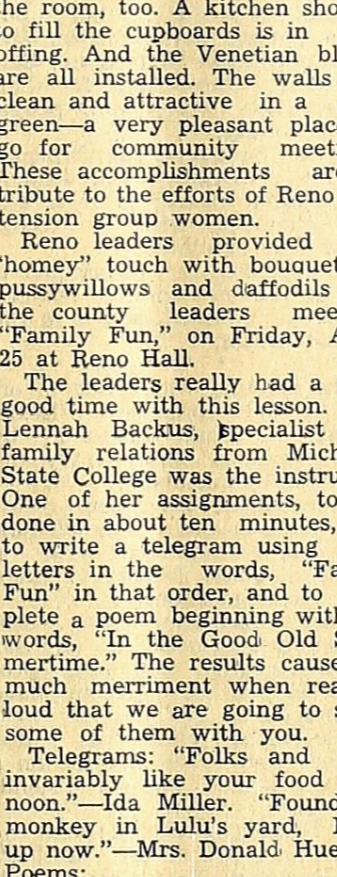 the room, too. A kitchen sho
to fill the cupboards is in
offing. And the Venetian bl
are all installed. The walls
clean and attractive in a
green—a very pleasant plac
go for community meet
These accomplishments ar
tribute to the efforts of Reno
tension group women.
Reno leaders provided
"homey" touch with bouquet
pussywillows and daffodils
the county leaders mee
"Family Fun," on Friday, A
25 at Reno Hall.
The leaders really had a
good time with this lesson.
Lennah Backus, specialist
family relations from Mich
State College was the instru
One of her assignments, to
done in about ten minutes,
to write a telegram using
letters in the words, "Fa
Fun" in that order, and to
plete a poem beginning with
words, "In the Good Old S
mertime." The results cause
much merriment when rea
loud that we are going to s
some of them with you.
Telegrams: "Folks and
invariably like your food
noon."—Ida Miller. "Found
monkey in Lulu's yard,
up now."—Mrs. Donald Hue
Poems: